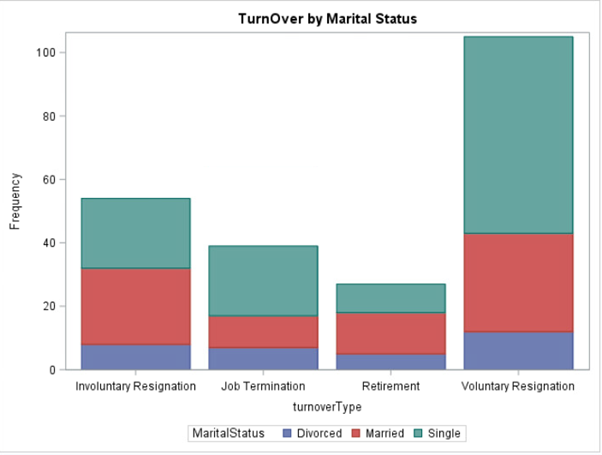 TurnOver by Marital Status
100
80
60
40
20
0
Frequency
Involuntary Resignation Job Termination Retirement Voluntary Resignation
turnoverType
MaritalStatus Divorced Married Single